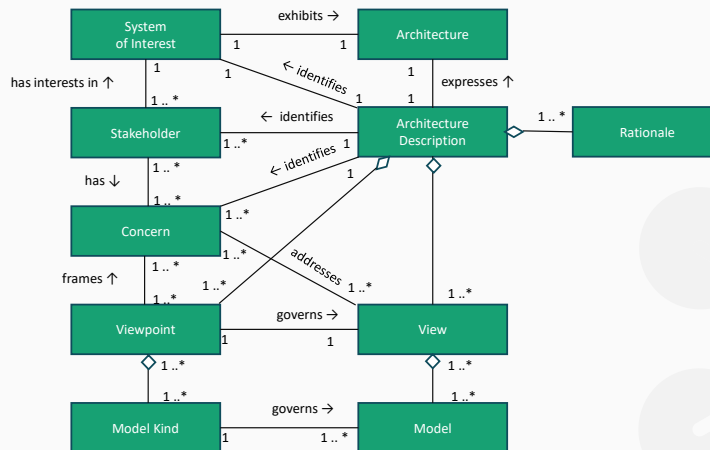 exhibits →
System
of Interest
1
1
Architecture
1
1
1
← identifies
has interests in ↑
expresses ↑
1 .. *
1
1
Stakeholder
← identifies
1..*
1
Architecture
Description
1 .. *
Rationale
1 .. *
has ↓
← identifies
1
1 .. *
1 ..*
Concern
1 ..*
addresses
1 .. *
frames ↑
1 ..*
1 ..*
1 ..*
1 ..*
Viewpoint
governs →
1
1
View
1 ..*
1 ..*
1 ..*
1 ..*
Model Kind
governs →
1
1 ..*
Model